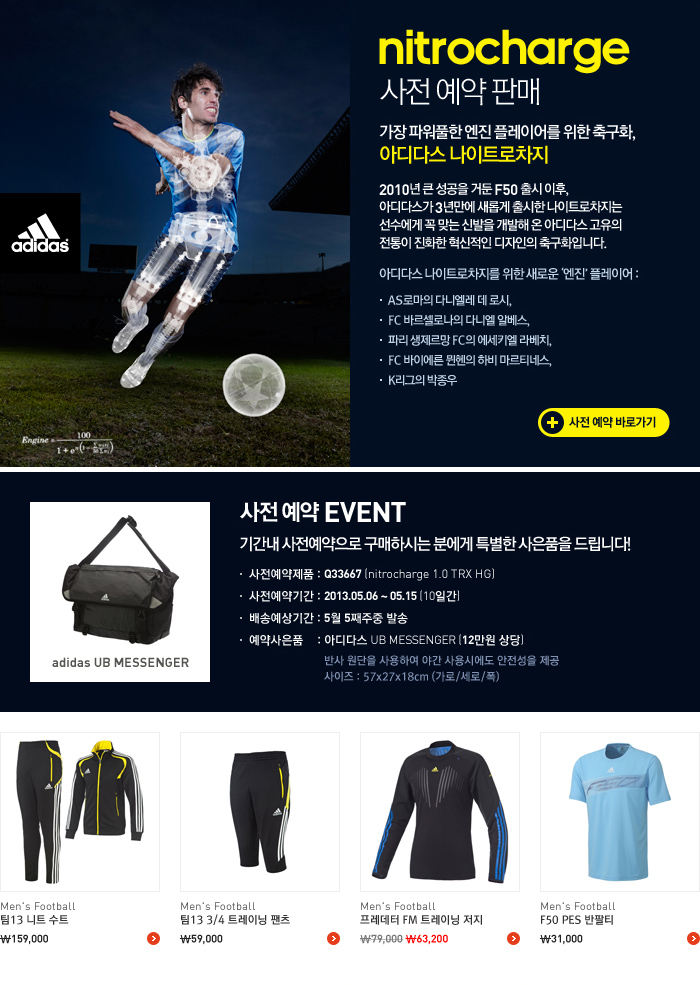 nitrocharge
사전 예약 판매
가장 파워풀한 엔진 플레이어를 위한 축구화,
아디다스 나이트로차지
2010년 큰 성공을 거둔 F50 출시 이후,
아디다스가 3년만에 새롭게 출시한 나이트로차지는
선수에게 꼭 맞는 신발을 개발해 온 아디다스 고유의
전통이 진화한 혁신적인 디자인의 축구화입니다.
아디다스 나이트로차지를 위한 새로운 '엔진' 플레이어 :
· AS로마의 다니엘레 데 로시,
· FC 바르셀로나의 다니엘 알베스,
· 파리 생제르망 FC의 에세키엘 라베치,
· FC 바이에른 뮌헨의 하비 마르티네스,
· K리그의 박종우
사전 예약 바로가기
adidas
Engine = 100
사전 예약 EVENT
기간내 사전예약으로 구매하시는 분에게 특별한 사은품을 드립니다!
· 사전예약제품 : Q33667 (nitrocharge 1.0 TRX HG)
· 사전예약기간 : 2013.05.06 ~ 05.15 (10일간)
· 배송예상기간 : 5월 5째주중 발송
· 예약사은품 : 아디다스 UB MESSENGER (12만원 상당)
반사 원단을 사용하여 야간 사용시에도 안전성을 제공
사이즈 : 57x27x18cm (가로/세로/폭)
adidas UB MESSENGER
Men's Football
팀13 니트 수트
₩159,000
Men's Football
팀13 3/4 트레이닝 팬츠
₩59,000
Men's Football
프레데터 FM 트레이닝 저지
₩79,000 ₩63,200
Men's Football
F50 PES 반팔티
₩31,000